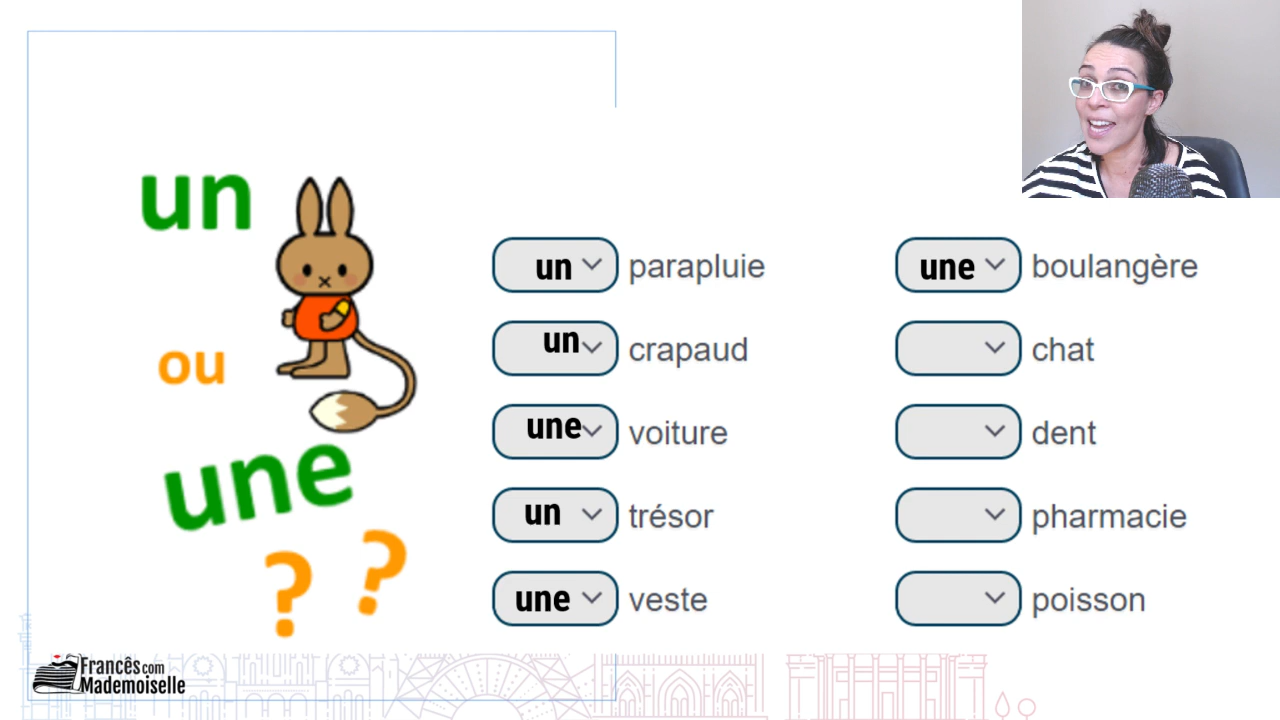 un
ou
une
? ?
un parapluie
un crapaud
une voiture
un trésor
une veste
une boulangère
chat
dent
pharmacie
poisson
Francês com
Mademoiselle